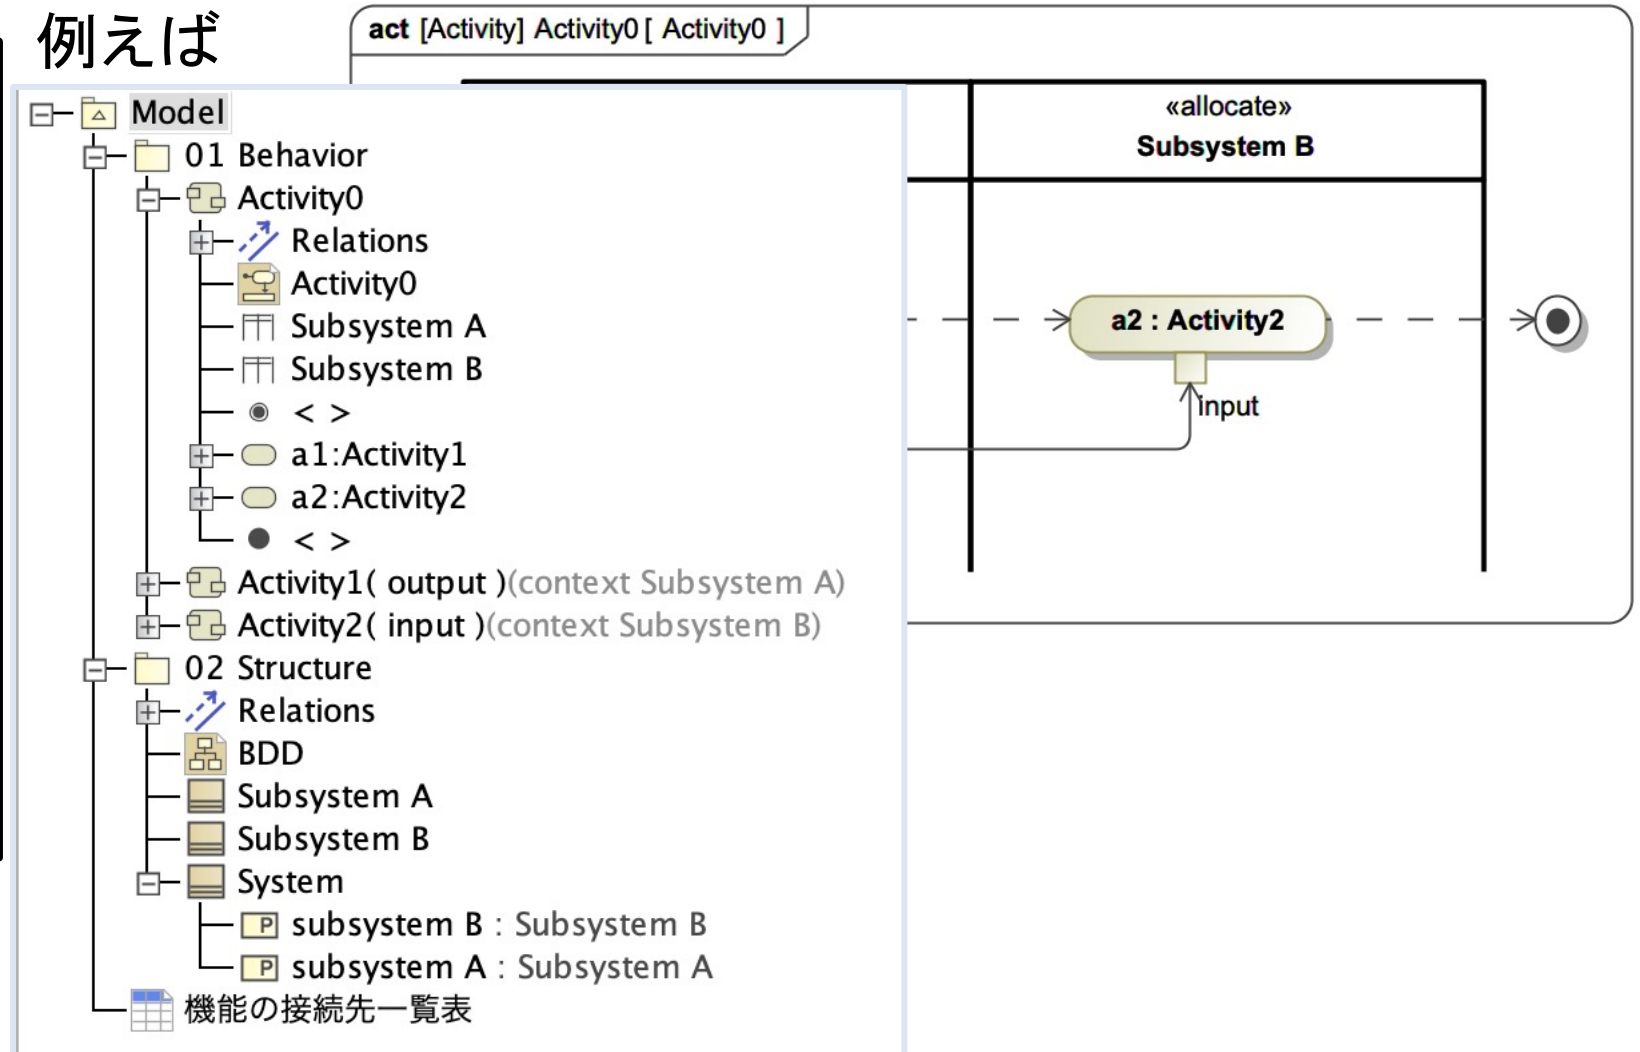 例えば
act [Activity] Activity0 [ Activity0 ]
«allocate»
Subsystem B
a2 : Activity2
input
Model
01 Behavior
Activity0
Relations
Activity0
Subsystem A
Subsystem B
< >
a1:Activity1
a2:Activity2
< >
Activity1( output )(context Subsystem A)
Activity2( input )(context Subsystem B)
02 Structure
Relations
BDD
Subsystem A
Subsystem B
System
P subsystem B : Subsystem B
P subsystem A : Subsystem A
機能の接続先一覧表